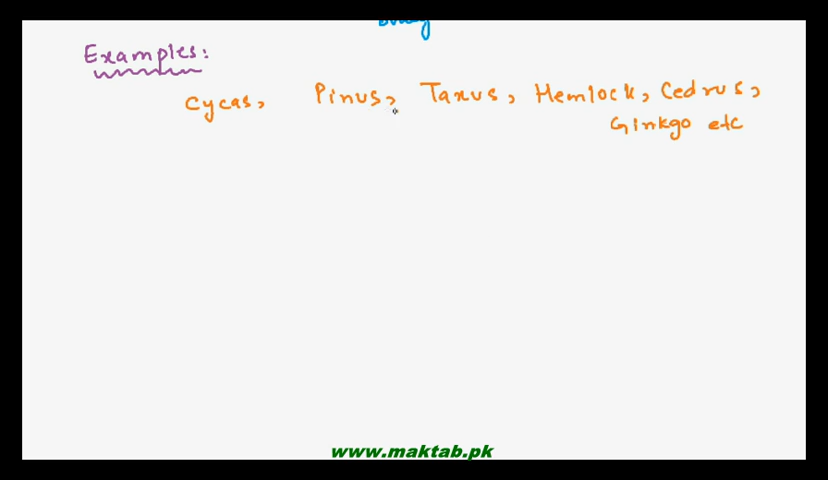 Examples:
Cycas, Pinus, Taxus, Hemlock, Cedrus,
Ginkgo etc
www.maktab.pk